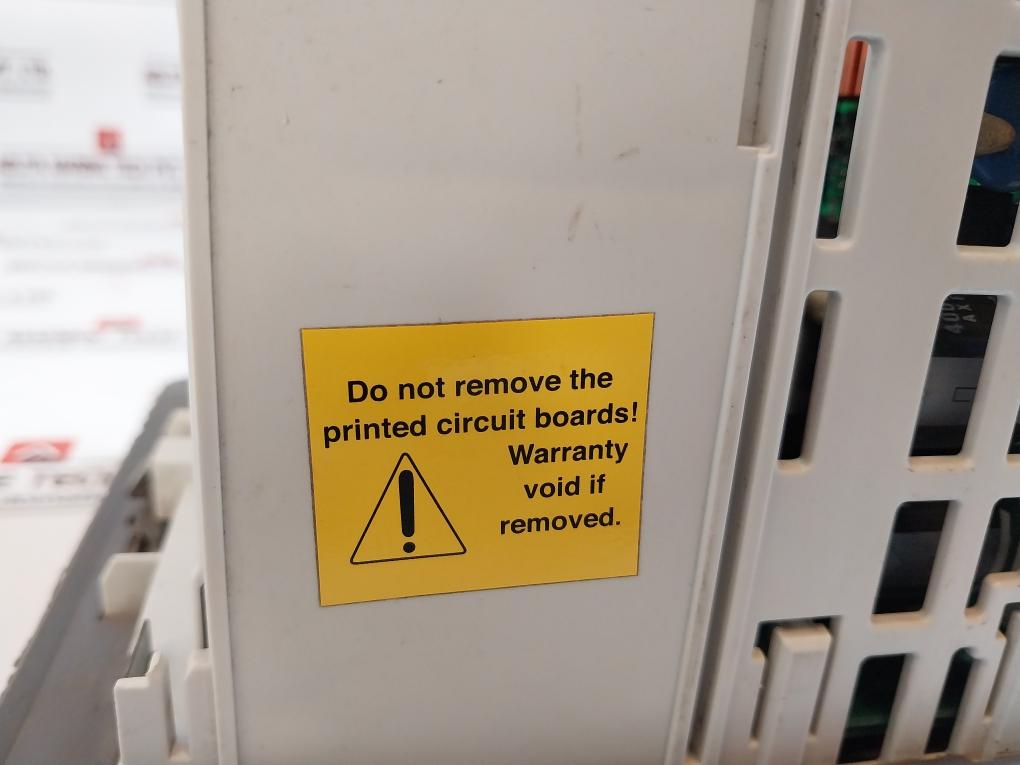 Do not remove the
printed circuit boards!
Warranty
void if
removed.